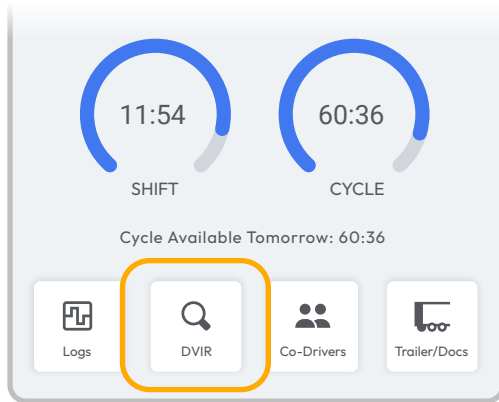 11:54 60:36
SHIFT CYCLE
Cycle Available Tomorrow: 60:36
Logs DVIR Co-Drivers Trailer/Docs